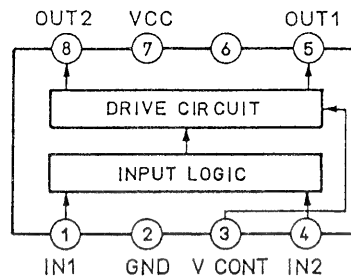 OUT2 VCC OUT1
8 7 6 5
DRIVE CIRCUIT
INPUT LOGIC
1 2 3 4
IN1 GND V CONT IN2